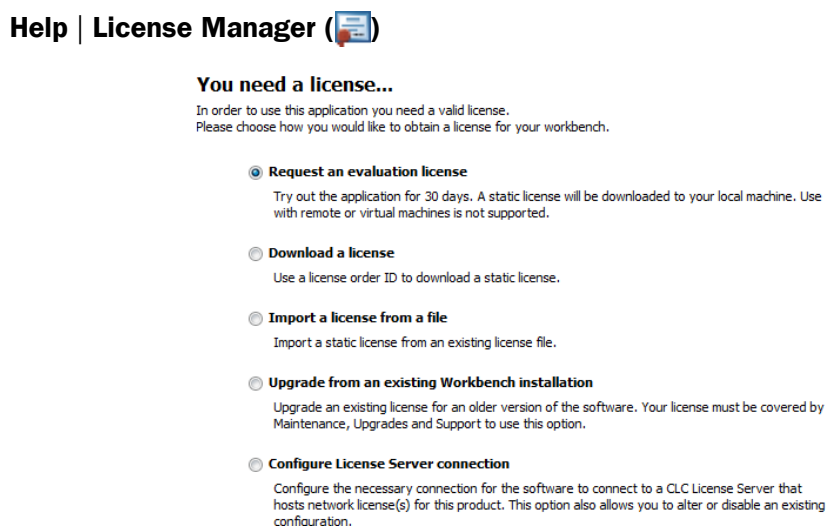 Help | License Manager ()
You need a license...
In order to use this application you need a valid license.
Please choose how you would like to obtain a license for your workbench.
Request an evaluation license
Try out the application for 30 days. A static license will be downloaded to your local machine. Use
with remote or virtual machines is not supported.
Download a license
Use a license order ID to download a static license.
Import a license from a file
Import a static license from an existing license file.
Upgrade from an existing Workbench installation
Upgrade an existing license for an older version of the software. Your license must be covered by
Maintenance, Upgrades and Support to use this option.
Configure License Server connection
Configure the necessary connection for the software to connect to a CLC License Server that
hosts network license(s) for this product. This option also allows you to alter or disable an existing
configuration.